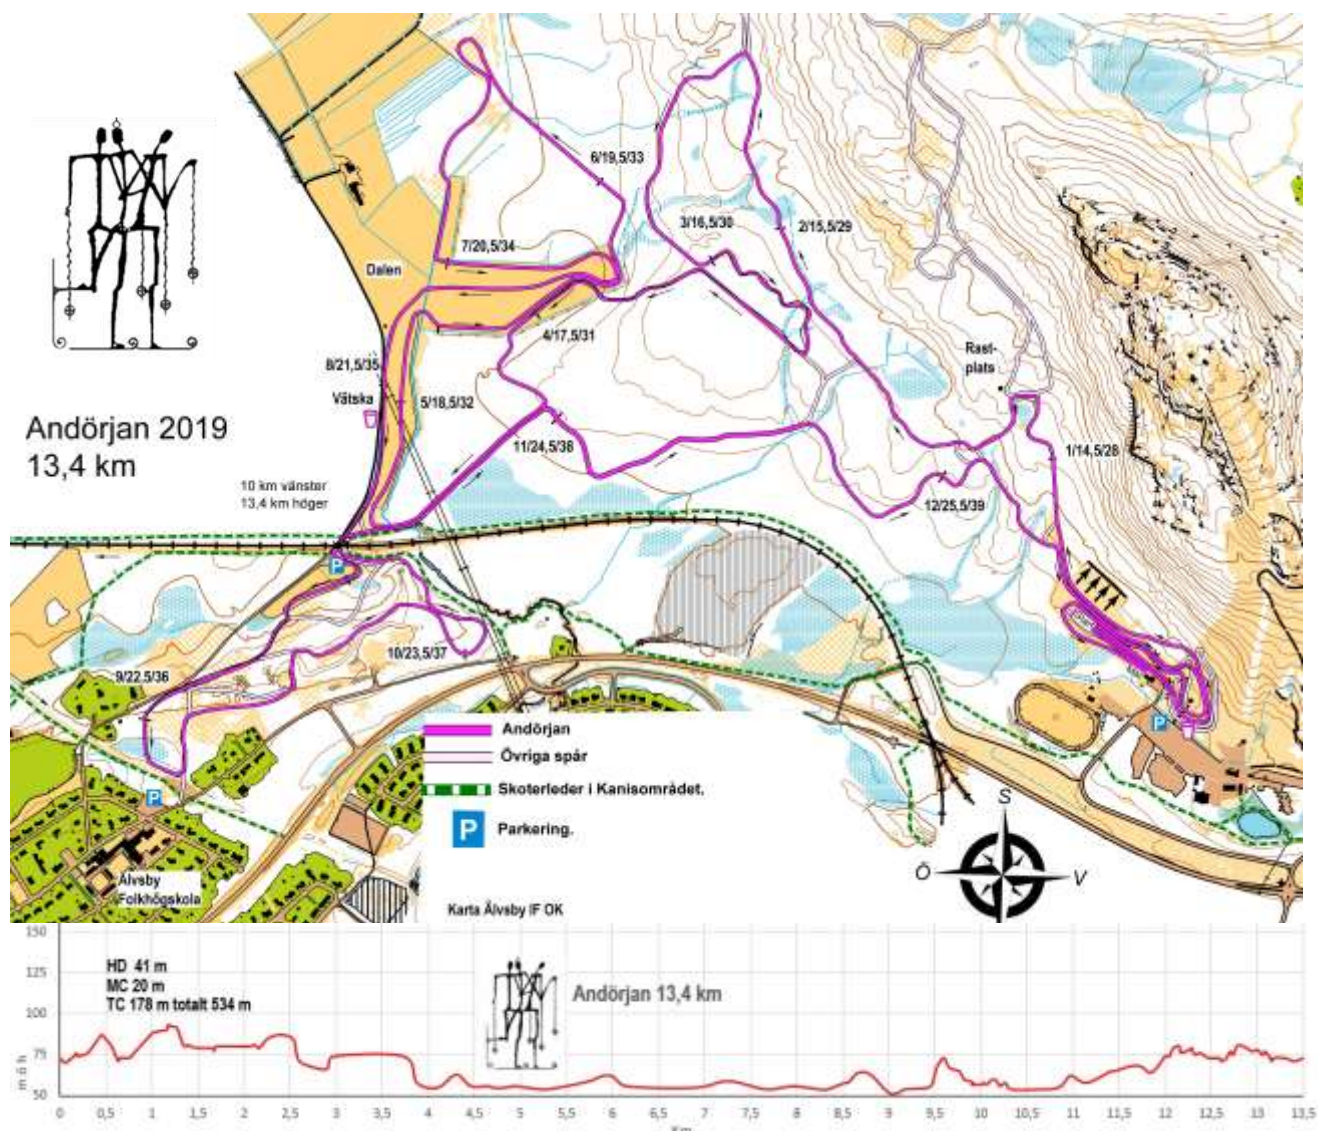 6/19,5/33
3/16,5/30
2/15,5/29
7/20,5/34
Dalen
4/17,5/31
Rast-
plats
8/21,5/35
Vätska
5/18,5/32
Andörjan 2019
13,4 km
11/24,5/38
1/14,5/28
10 km vänster
13,4 km höger
12/25,5/39
P
10/23,5/37
9/22,5/36
P
P
Andörjan
Övriga spår
Skoterleder i Kanisområdet.
P Parkering.
S
Ö V
Älvsby
Folkhögskola
Karta Älvsby IF OK
150
125
100
75
50
m ö h
HD 41 m
MC 20 m
TC 178 m totalt 534 m
Andörjan 13,4 km
0 0,5 1 1,5 2 2,5 3 3,5 4 4,5 5 5,5 6 6,5 7 7,5 8 8,5 9 9,5 10 10,5 11 11,5 12 12,5 13 13,5
Km